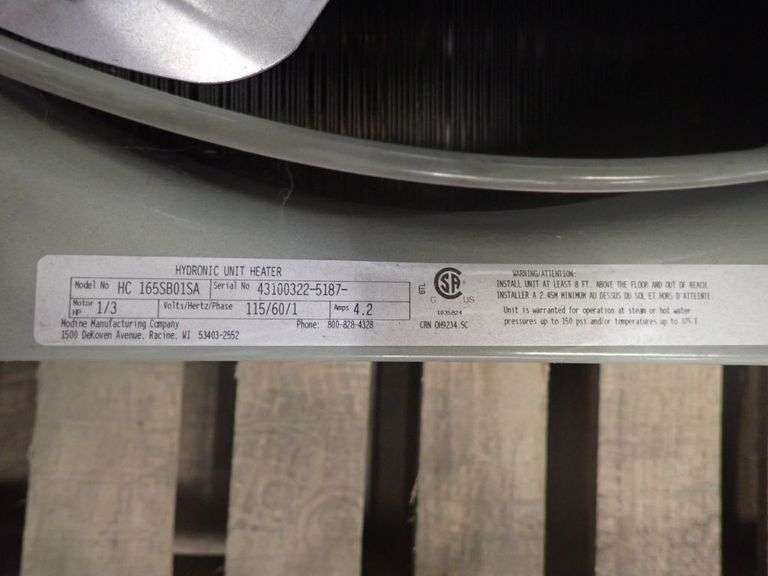 HYDRONIC UNIT HEATER
Model No HC 165SB01SA Serial No 43100322-5187-
Motor HP 1/3 Volts/Hertz/Phase 115/60/1 Amps 4.2
Modine Manufacturing Company Phone: 800-828-4328
1500 DeKoven Avenue, Racine, WI 53403-2552
SA
C US
1035824
CRN OH9234.5C
WARNING/ATTENTION:
INSTALL UNIT AT LEAST 8 FT. ABOVE THE FLOOR AND OUT OF REACH
INSTALLER A 2.45M MINIMUM AU DESSUS DU SOL ET HORS D'ATTEINTE
Unit is warranted for operation at steam or hot water
pressures up to 150 psi and/or temperatures up to 375 F